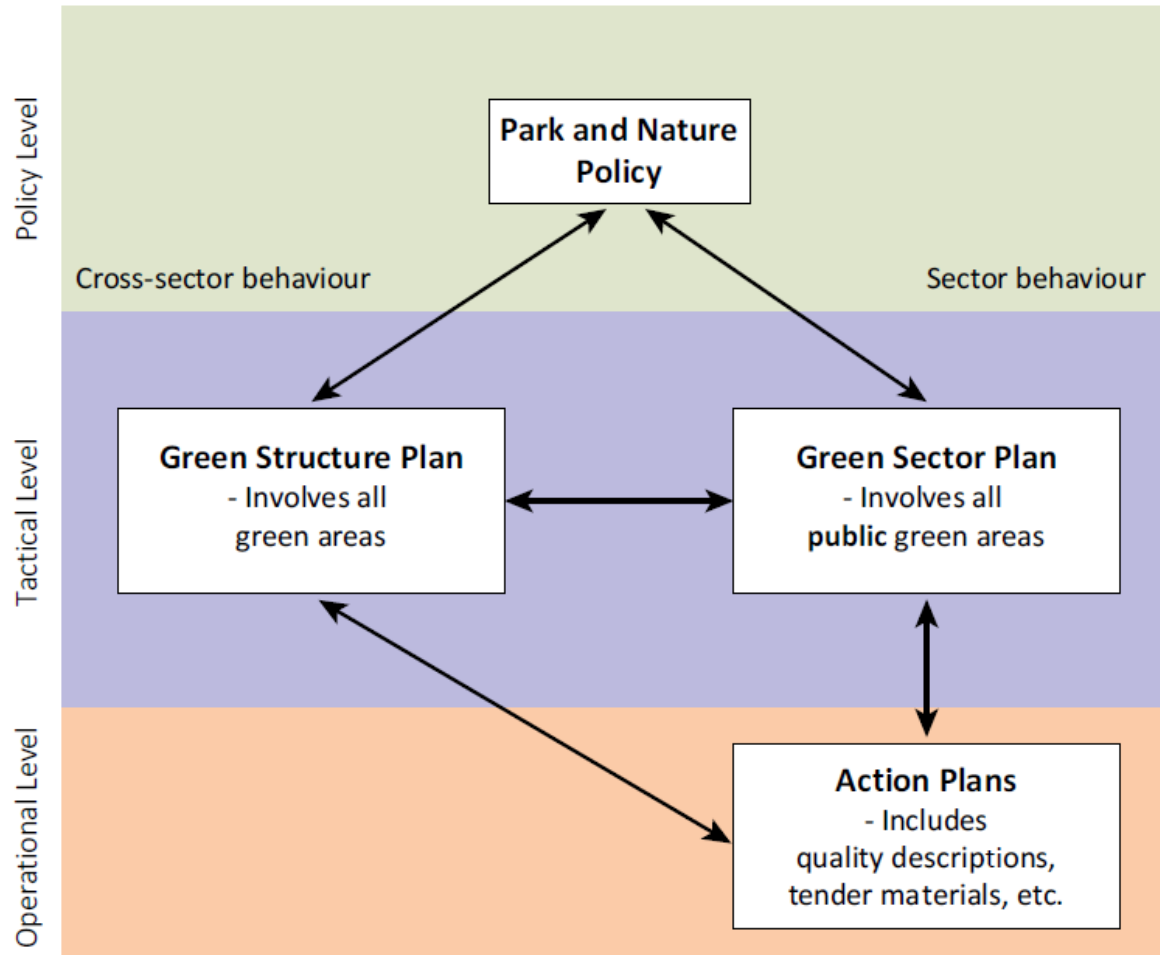 Policy Level
Park and Nature
Policy
Cross-sector behaviour
Sector behaviour
Tactical Level
Green Structure Plan
- Involves all
green areas
Green Sector Plan
- Involves all
public green areas
Operational Level
Action Plans
- Includes
quality descriptions,
tender materials, etc.